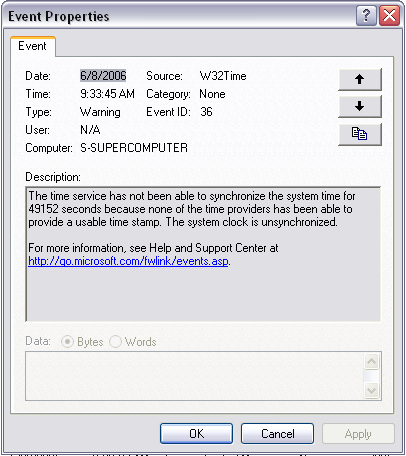 Event Properties
Event
Date: 6/8/2006 Source: W32Time
Time: 9:33:45 AM Category: None
Type: Warning Event ID: 36
User: N/A
Computer: S-SUPERCOMPUTER
Description:
The time service has not been able to synchronize the system time for
49152 seconds because none of the time providers has been able to
provide a usable time stamp. The system clock is unsynchronized.
For more information, see Help and Support Center at
http://go.microsoft.com/fwlink/events.asp.
Data: Bytes Words
OK Cancel Apply